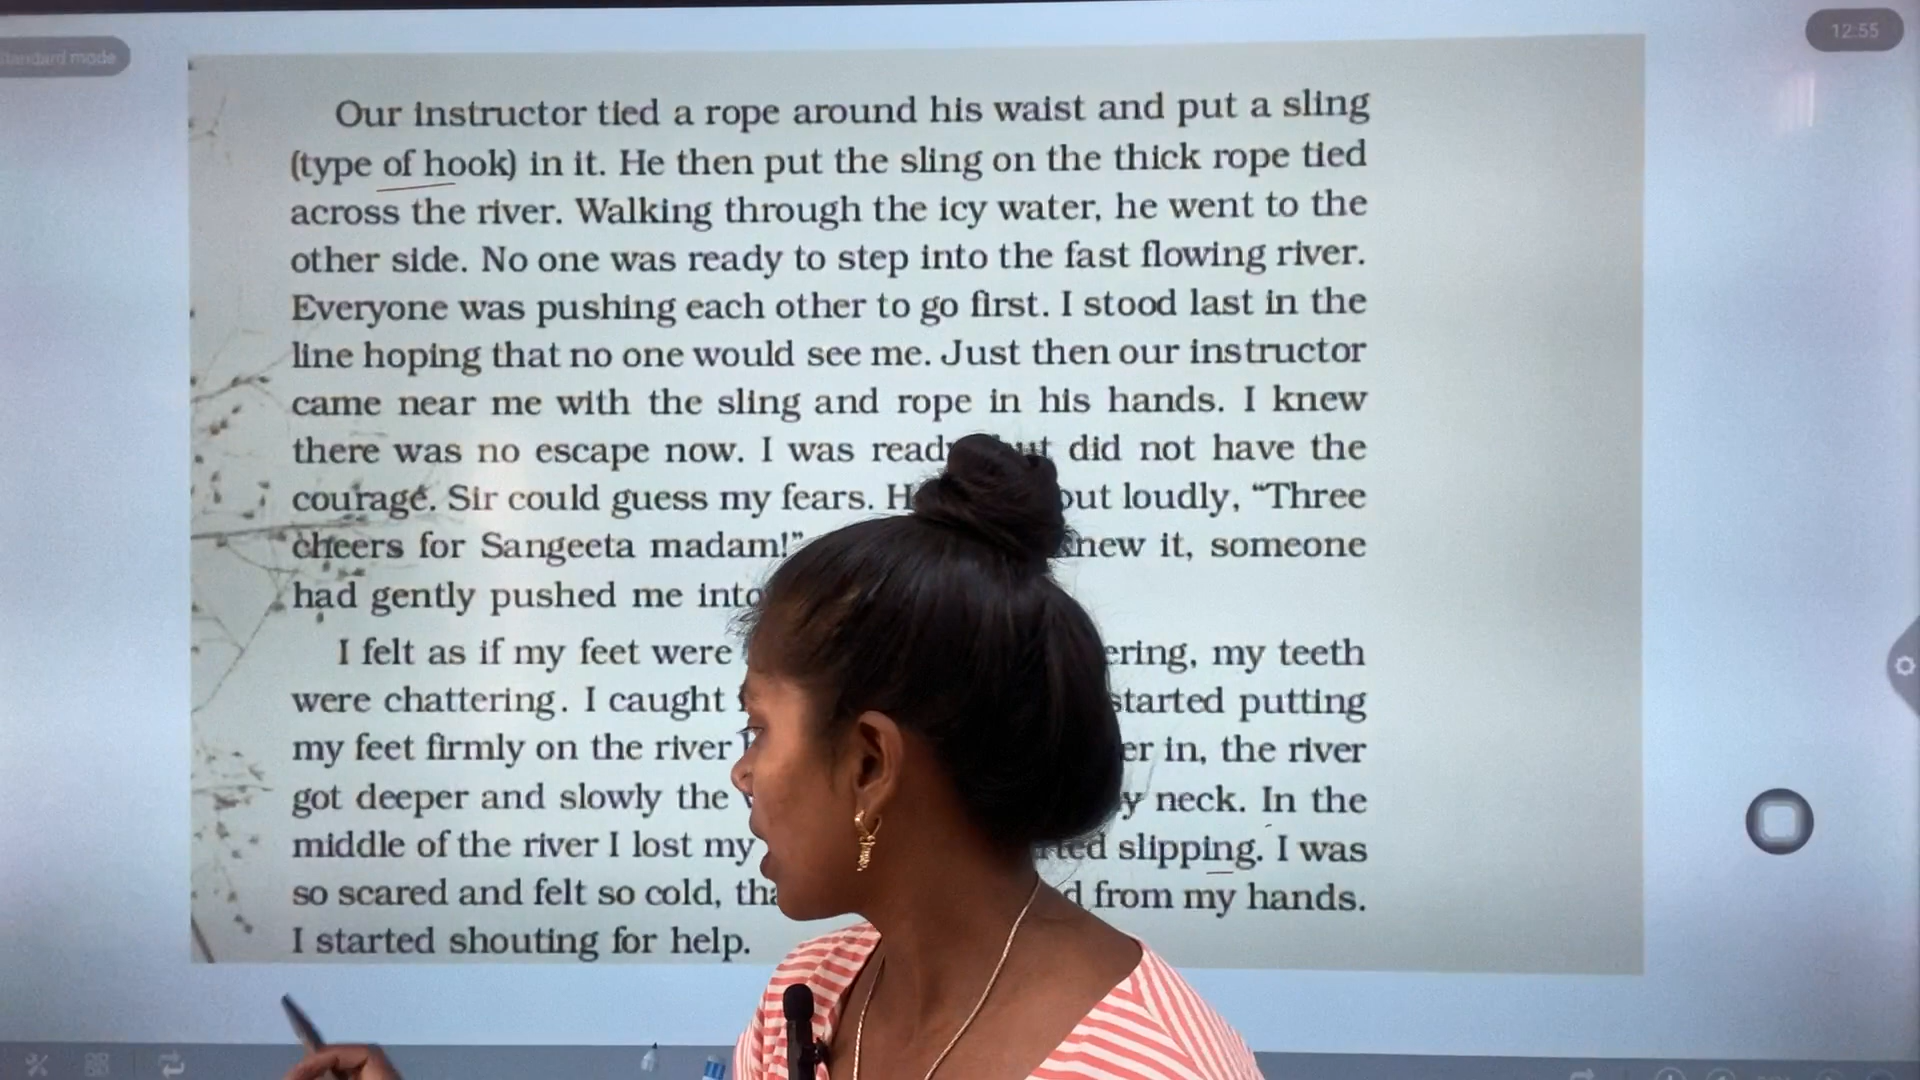 Standard mode
12:55
Our instructor tied a rope around his waist and put a sling
(type of hook) in it. He then put the sling on the thick rope tied
across the river. Walking through the icy water, he went to the
other side. No one was ready to step into the fast flowing river.
Everyone was pushing each other to go first. I stood last in the
line hoping that no one would see me. Just then our instructor
came near me with the sling and rope in his hands. I knew
there was no escape now. I was ready but did not have the
courage. Sir could guess my fears. out loudly, “Three
cheers for Sangeeta madam!” knew it, someone
had gently pushed me into
I felt as if my feet were my teeth
were chattering. I caught started putting
my feet firmly on the river in, the river
got deeper and slowly the my neck. In the
middle of the river I lost my slipping. I was
so scared and felt so cold, from my hands.
I started shouting for help.